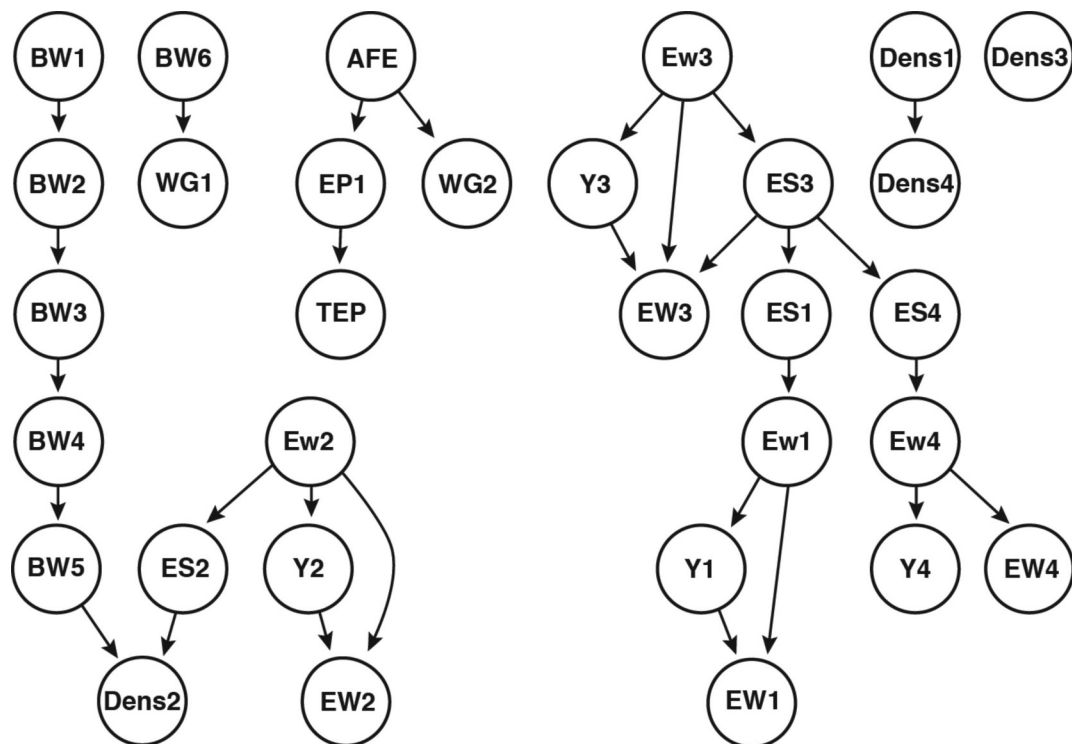 BW1 BW6 AFE Ew3 Dens1 Dens3
BW2 WG1 EP1 WG2 Y3 ES3 Dens4
BW3 TEP EW3 ES1 ES4
BW4 Ew2 Ew1 Ew4
BW5 ES2 Y2 Y1 Y4 EW4
Dens2 EW2 EW1